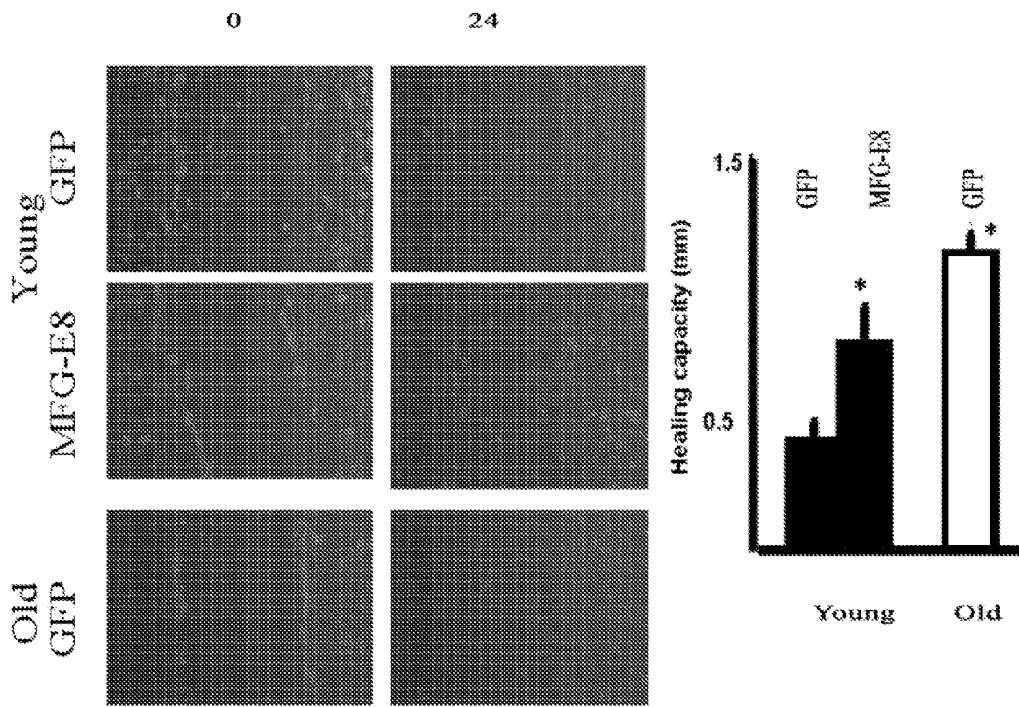 0 24
Young
GFP
MFG-E8
Old
GFP
1.5
0.5
Healing capacity (mm)
GFP
MFG-E8
GFP
*
*
Young Old